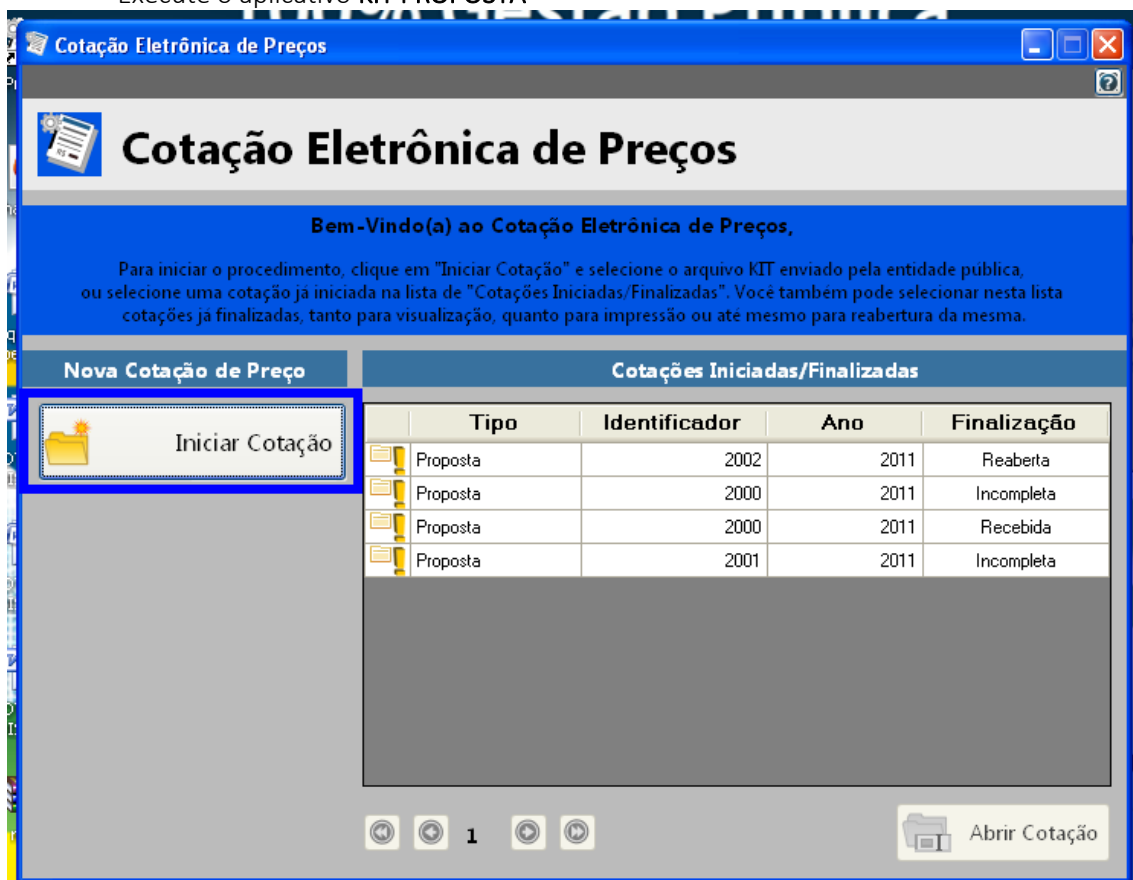 Execute o aplicativo KIT PROPOSTA
Cotação Eletrônica de Preços
Cotação Eletrônica de Preços
Bem-Vindo(a) ao Cotação Eletrônica de Preços,
Para iniciar o procedimento, clique em "Iniciar Cotação" e selecione o arquivo KIT enviado pela entidade pública,
ou selecione uma cotação já iniciada na lista de "Cotações Iniciadas/Finalizadas". Você também pode selecionar nesta lista
cotações já finalizadas, tanto para visualização, quanto para impressão ou até mesmo para reabertura da mesma.
Nova Cotação de Preço
Cotações Iniciadas/Finalizadas
Iniciar Cotação
Tipo Identificador Ano Finalização
Proposta 2002 2011 Reaberta
Proposta 2000 2011 Incompleta
Proposta 2000 2011 Recebida
Proposta 2001 2011 Incompleta
1
Abrir Cotação